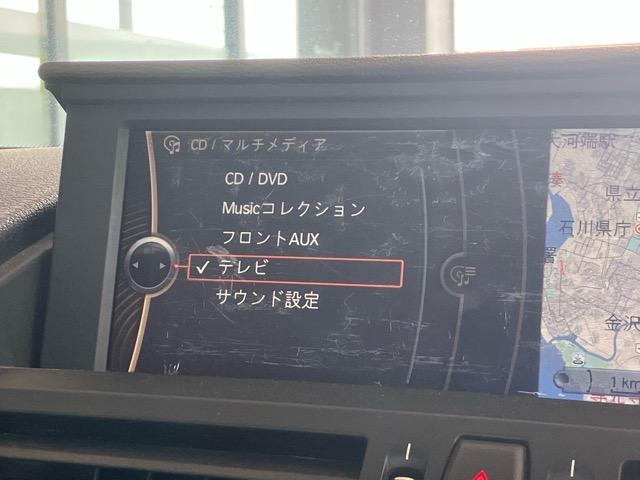 CD / マルチメディア
CD / DVD
Musicコレクション
フロントAUX
✓ テレビ
サウンド設定
河端駅
県立
石川県庁
署
金沢
1 km